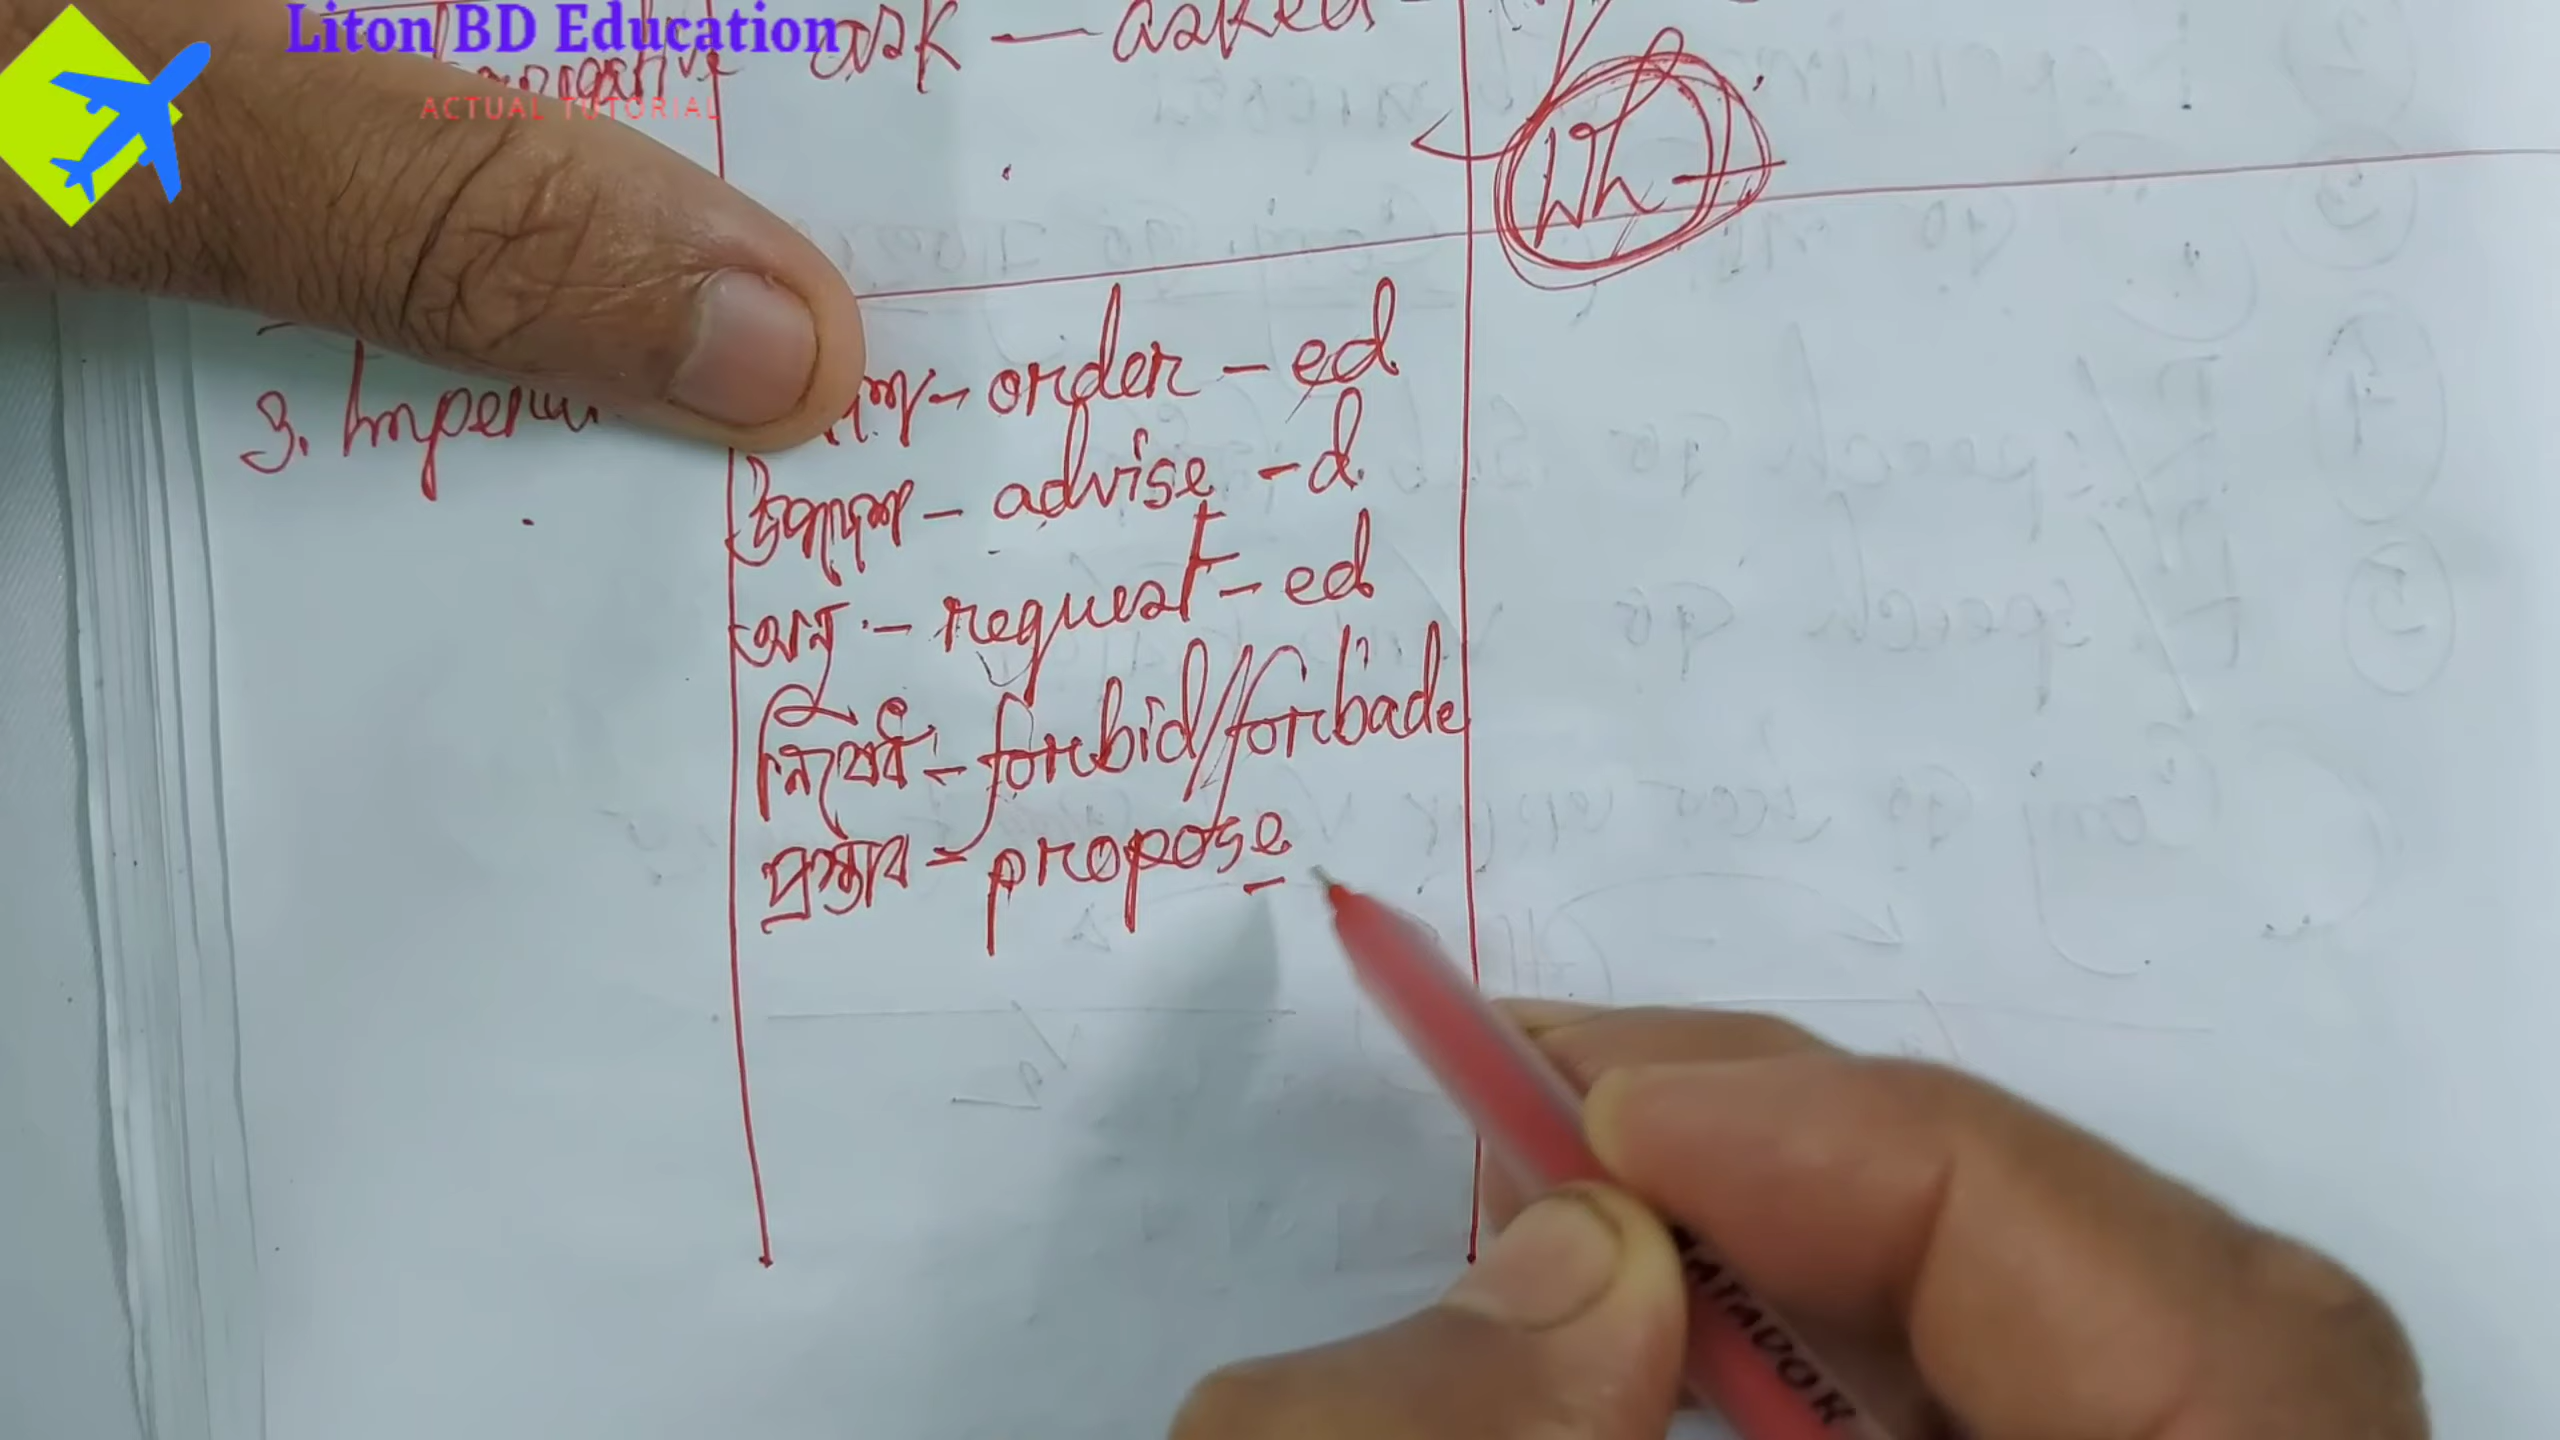 Liton BD Education
ACTUAL TUTORIAL
ask — asked
Wh-
3.
order - ed
উপদেশ - advise - d
অনু - request - ed
নিষেধ - forbid/forbade
প্রস্তাব - propose
MATADOR